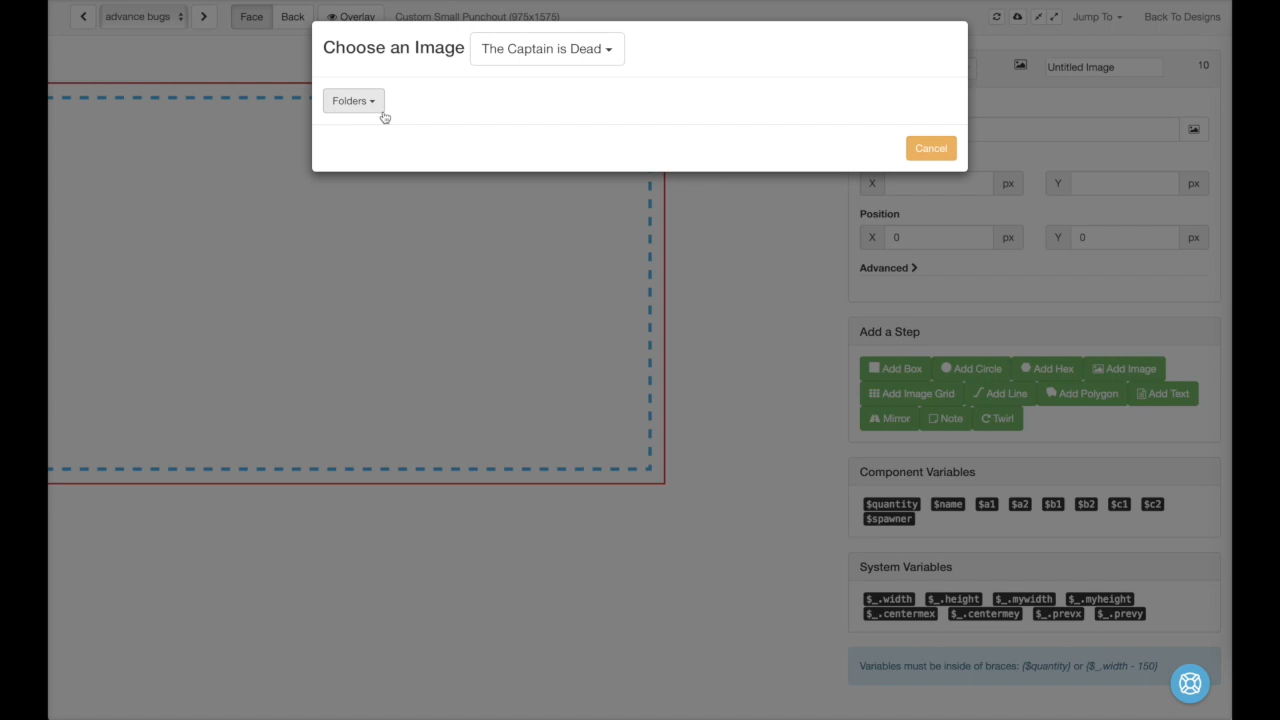 advance bugs
Face Back Overlay Custom Small Punchout (975x1575) Jump To Back To Designs
Choose an Image The Captain is Dead
Untitled Image 10
Folders
Cancel
X px Y px
Position
X 0 px Y 0 px
Advanced
Add a Step
Add Box Add Circle Add Hex Add Image
Add Image Grid Add Line Add Polygon Add Text
Mirror Note Twirl
Component Variables
$quantity $name $a1 $a2 $b1 $b2 $c1 $c2
$spawner
System Variables
$_.width $_.height $_.mywidth $_.myheight
$_.centermex $_.centermey $_.prevx $_.prevy
Variables must be inside of braces: {$quantity} or {$_.width - 150}